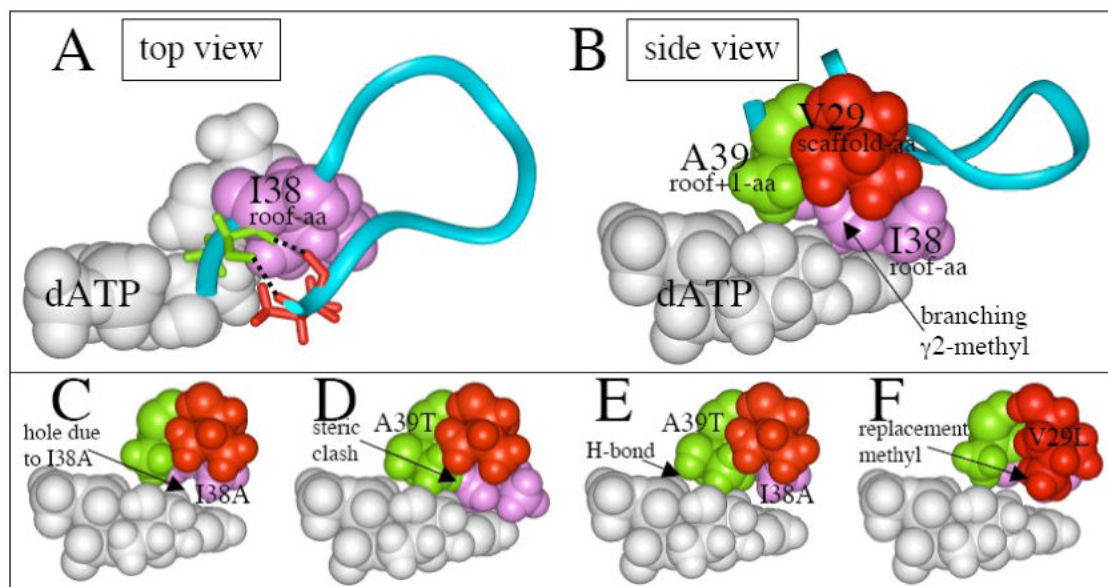 A
top view
I38
roof-aa
dATP
B
side view
V29
scaffold-aa
A39
roof+1-aa
I38
roof-aa
dATP
branching
γ2-methyl
C
hole due
to I38A
I38A
D
A39T
steric
clash
E
A39T
H-bond
I38A
F
replacement
methyl
V29L